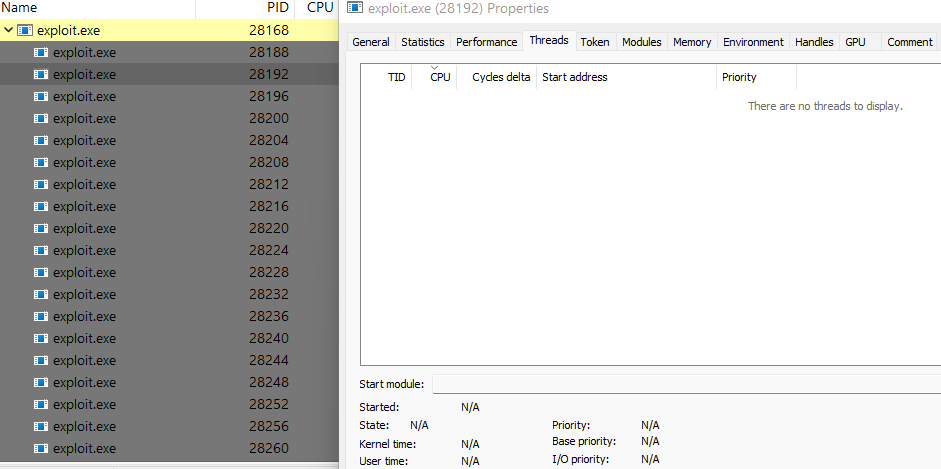 Name PID CPU
exploit.exe 28168
exploit.exe 28188
exploit.exe 28192
exploit.exe 28196
exploit.exe 28200
exploit.exe 28204
exploit.exe 28208
exploit.exe 28212
exploit.exe 28216
exploit.exe 28220
exploit.exe 28224
exploit.exe 28228
exploit.exe 28232
exploit.exe 28236
exploit.exe 28240
exploit.exe 28244
exploit.exe 28248
exploit.exe 28252
exploit.exe 28256
exploit.exe 28260
exploit.exe (28192) Properties
General Statistics Performance Threads Token Modules Memory Environment Handles GPU Comment
TID CPU Cycles delta Start address Priority
There are no threads to display.
Start module:
Started: N/A
State: N/A Priority: N/A
Kernel time: N/A Base priority: N/A
User time: N/A I/O priority: N/A